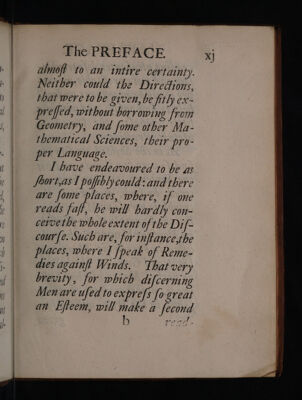 The PREFACE. xj
almoſt to an intire certainty.
Neither could the Directions,
that were to be given, be fitly ex-
preſſed, without borrowing from
Geometry, and ſome other Ma-
thematical Sciences, their pro-
per Language.
I have endeavoured to be as
ſhort, as I poſſibly could: and there
are ſome places, where, if one
reads faſt, he will hardly con-
ceive the whole extent of the Diſ-
courſe. Such are, for inſtance, the
places, where I ſpeak of Reme-
dies againſt Winds. That very
brevity, for which diſcerning
Men are uſed to expreſs ſo great
an Eſteem, will make a ſecond
b read-